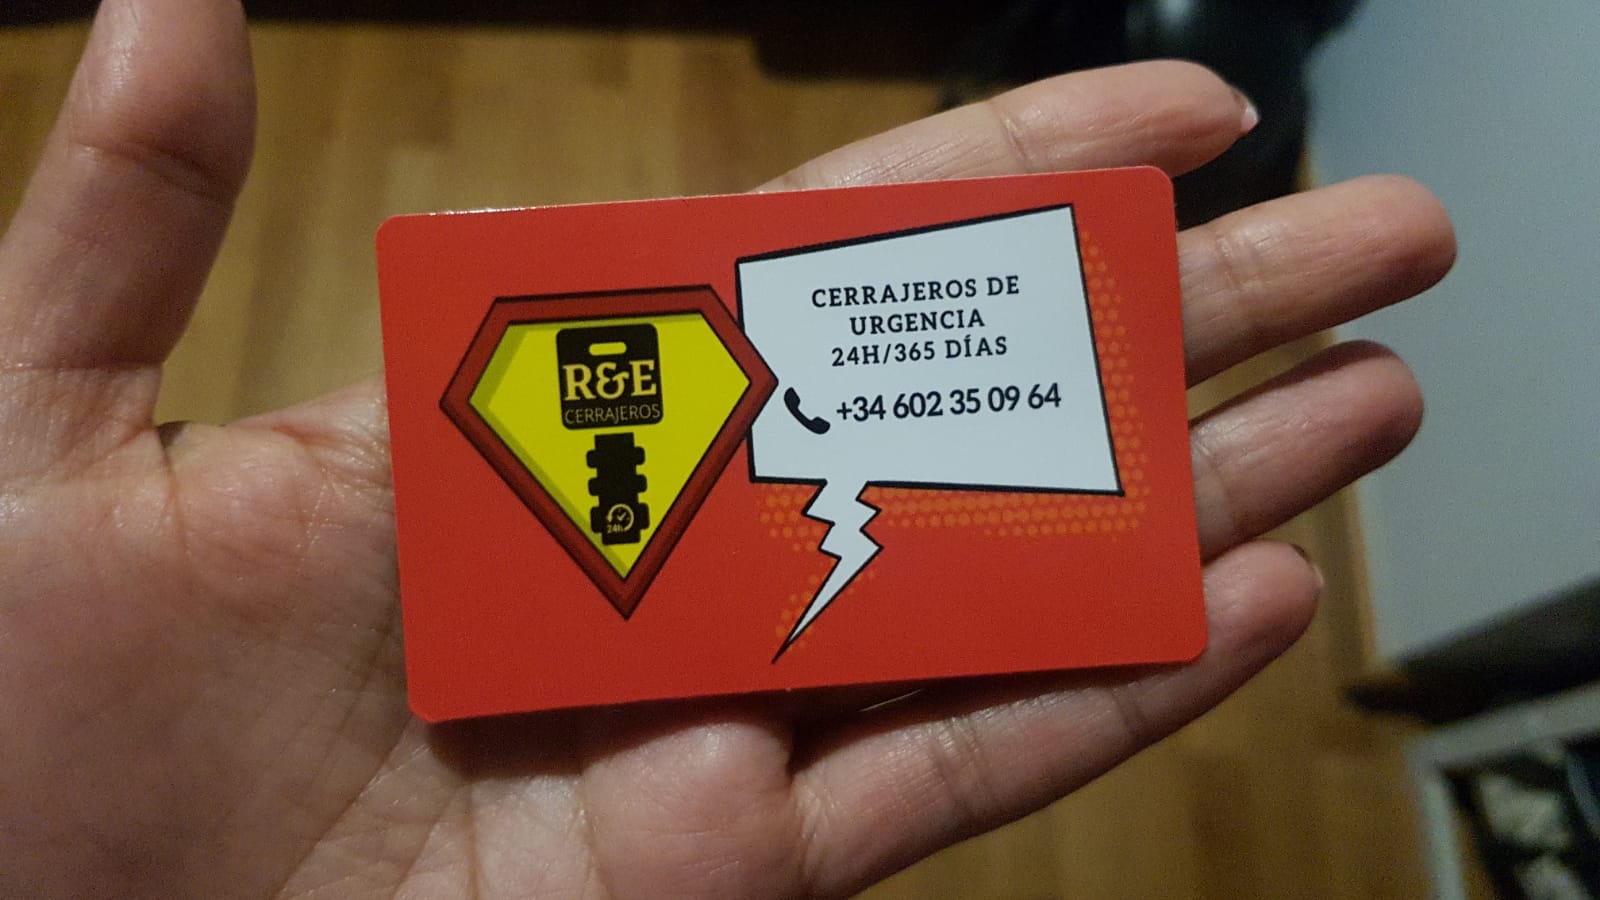 R&E
CERRAJEROS
24h
CERRAJEROS DE
URGENCIA
24H/365 DÍAS
+34 602 35 09 64